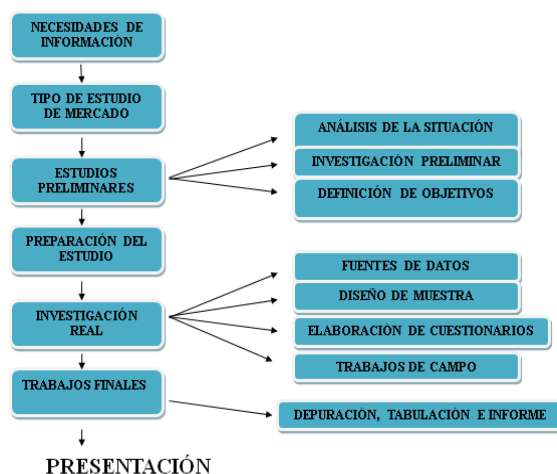 NECESIDADES DE
INFORMACIÓN
TIPO DE ESTUDIO
DE MERCADO
ESTUDIOS
PRELIMINARES
ANÁLISIS DE LA SITUACIÓN
INVESTIGACIÓN PRELIMINAR
DEFINICIÓN DE OBJETIVOS
PREPARACIÓN DEL
ESTUDIO
INVESTIGACIÓN
REAL
FUENTES DE DATOS
DISEÑO DE MUESTRA
ELABORACIÓN DE CUESTIONARIOS
TRABAJOS DE CAMPO
TRABAJOS FINALES
DEPURACIÓN, TABULACIÓN E INFORME
PRESENTACIÓN